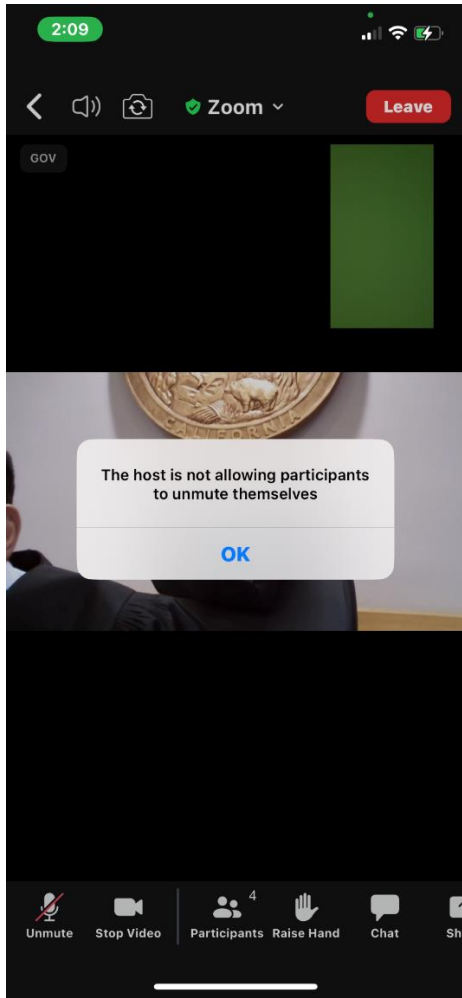 2:09
Zoom
Leave
GOV
CALIFORNIA
The host is not allowing participants
to unmute themselves
OK
4
Unmute
Stop Video
Participants
Raise Hand
Chat
Sh